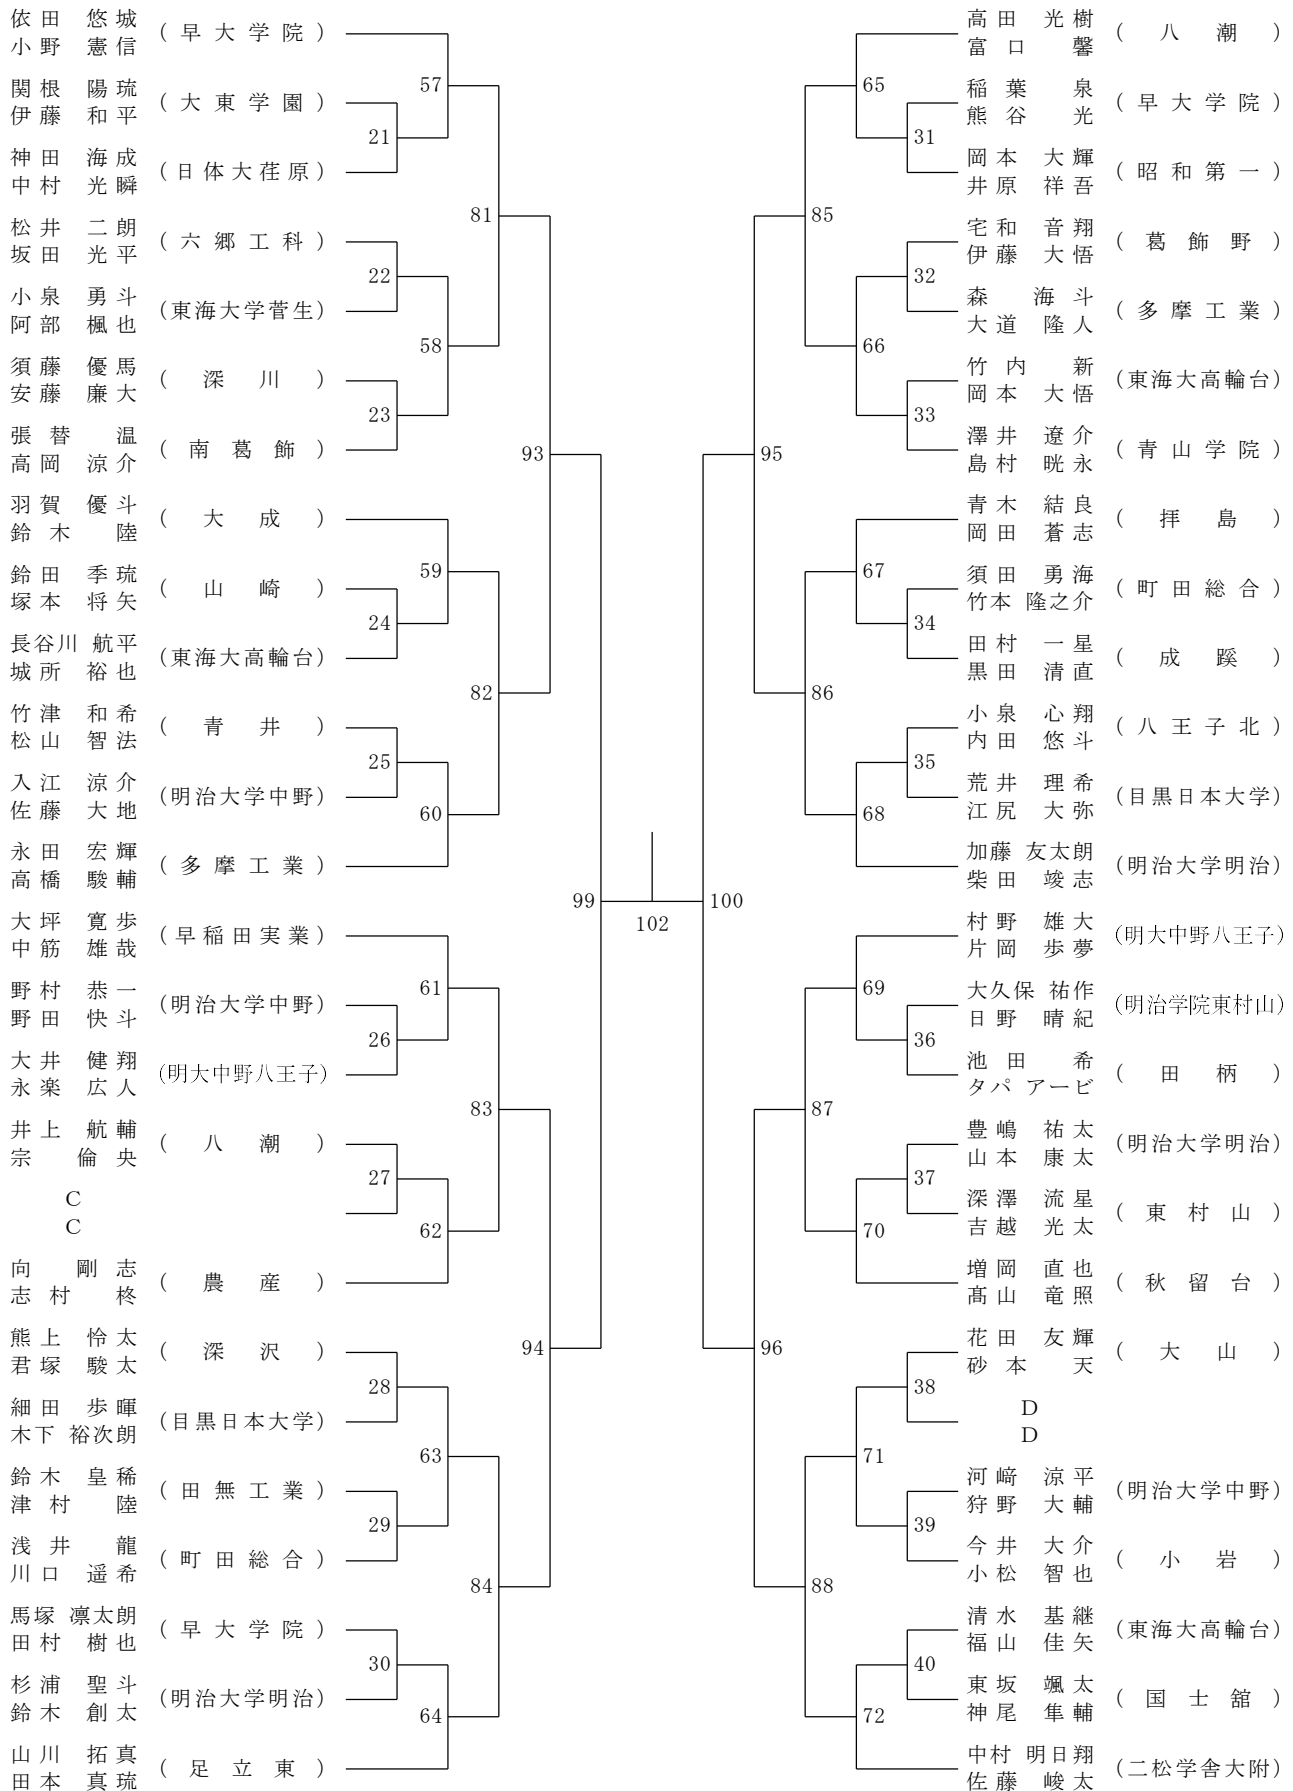 依田 悠城
小野 憲信
(早大学院)
関根 陽琉
伊藤 和平
(大東学園)
神田 海成
中村 光瞬
(日体大荏原)
松井 二朗
坂田 光平
(六郷工科)
小泉 勇斗
阿部 楓也
(東海大学菅生)
須藤 優馬
安藤 廉大
(深川)
張替 温
高岡 涼介
(南葛飾)
羽賀 優斗
鈴木 陸
(大成)
鈴田 季琉
塚本 将矢
(山崎)
長谷川 航平
城所 裕也
(東海大高輪台)
竹津 和希
松山 智法
(青井)
入江 涼介
佐藤 大地
(明治大学中野)
永田 宏輝
高橋 駿輔
(多摩工業)
大坪 寛歩
中筋 雄哉
(早稲田実業)
野村 恭一
野田 快斗
(明治大学中野)
大井 健翔
永楽 広人
(明大中野八王子)
井上 航輔
宗 倫央
(八潮)
C
C
向 剛志
志村 柊
(農産)
熊上 怜太
君塚 駿太
(深沢)
細田 歩暉
木下 裕次朗
(目黒日本大学)
鈴木 皇稀
津村 陸
(田無工業)
浅井 龍
川口 遥希
(町田総合)
馬塚 凛太朗
田村 樹也
(早大学院)
杉浦 聖斗
鈴木 創太
(明治大学明治)
山川 拓真
田本 真琉
(足立東)
21
22
23
24
25
26
27
28
29
30
57
58
59
60
61
62
63
64
81
82
83
84
93
94
99
102
100
95
96
85
86
87
88
65
66
67
68
69
70
71
72
31
32
33
34
35
36
37
38
39
40
高田 光樹
富口 馨
(八潮)
稲葉 泉
熊谷 光
(早大学院)
岡本 大輝
井原 祥吾
(昭和第一)
宅和 音翔
伊藤 大悟
(葛飾野)
森 海斗
大道 隆人
(多摩工業)
竹内 新
岡本 大悟
(東海大高輪台)
澤井 遼介
島村 晄永
(青山学院)
青木 結良
岡田 蒼志
(拝島)
須田 勇海
竹本 隆之介
(町田総合)
田村 一星
黒田 清直
(成蹊)
小泉 心翔
内田 悠斗
(八王子北)
荒井 理希
江尻 大弥
(目黒日本大学)
加藤 友太朗
柴田 竣志
(明治大学明治)
村野 雄大
片岡 歩夢
(明大中野八王子)
大久保 祐作
日野 晴紀
(明治学院東村山)
池田 希
タパ アービ
(田柄)
豊嶋 祐太
山本 康太
(明治大学明治)
深澤 流星
吉越 光太
(東村山)
増岡 直也
髙山 竜照
(秋留台)
花田 友輝
砂本 天
(大山)
D
D
河﨑 涼平
狩野 大輔
(明治大学中野)
今井 大介
小松 智也
(小岩)
清水 基継
福山 佳矢
(東海大高輪台)
東坂 颯太
神尾 隼輔
(国士舘)
中村 明日翔
佐藤 峻太
(二松学舎大附)